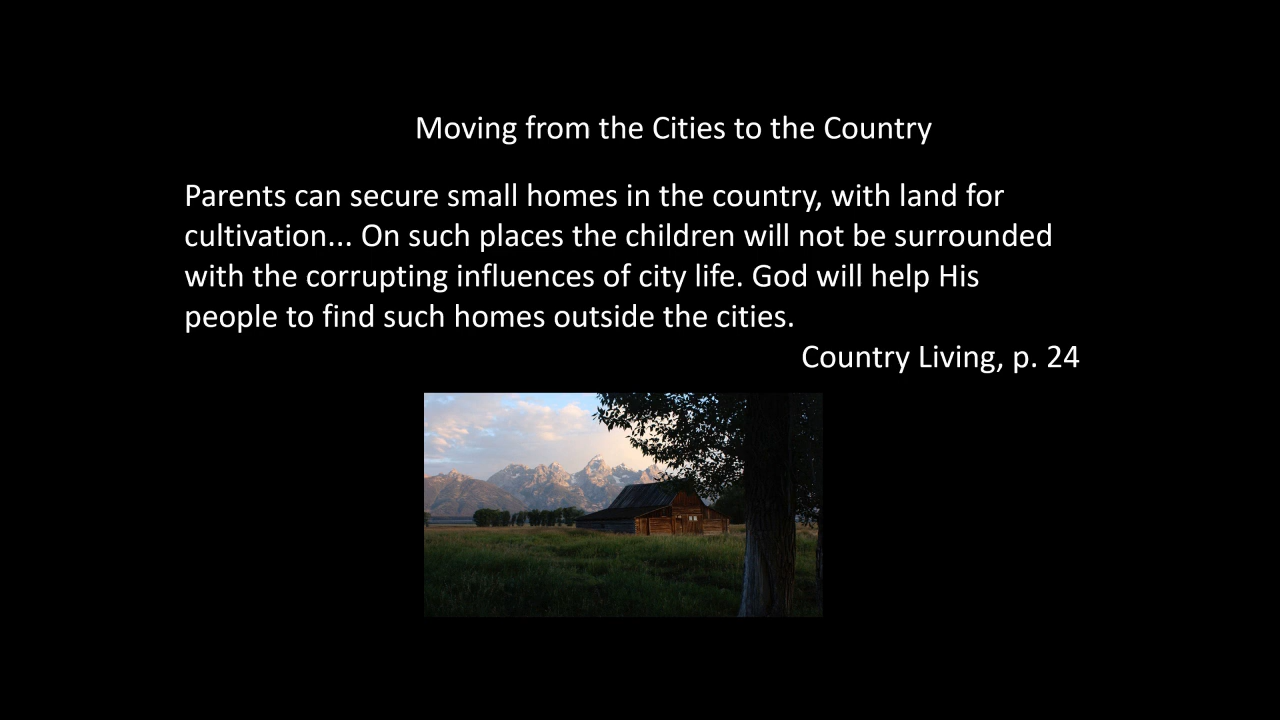 Moving from the Cities to the Country
Parents can secure small homes in the country, with land for
cultivation... On such places the children will not be surrounded
with the corrupting influences of city life. God will help His
people to find such homes outside the cities.
Country Living, p. 24